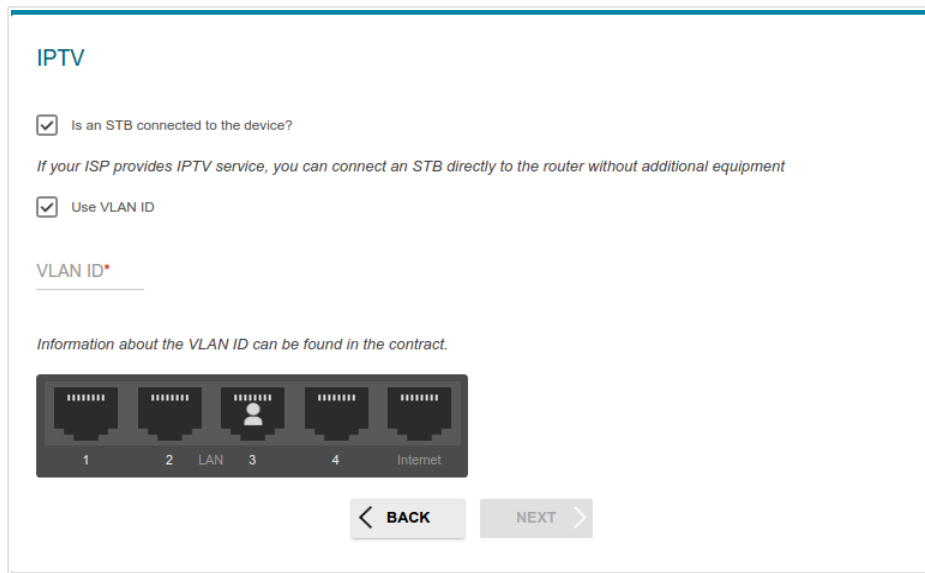 IPTV
Is an STB connected to the device?
If your ISP provides IPTV service, you can connect an STB directly to the router without additional equipment
Use VLAN ID
VLAN ID*
Information about the VLAN ID can be found in the contract.
1 2 LAN 3 4 Internet
BACK NEXT